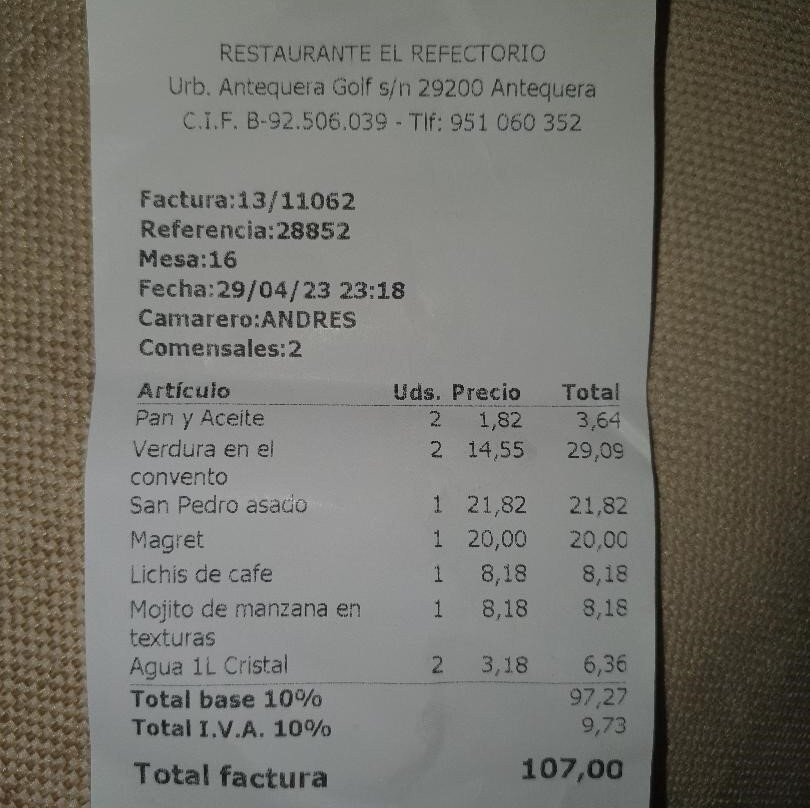 RESTAURANTE EL REFECTORIO
Urb. Antequera Golf s/n 29200 Antequera
C.I.F. B-92.506.039 - Tlf: 951 060 352
Factura:13/11062
Referencia:28852
Mesa:16
Fecha:29/04/23 23:18
Camarero:ANDRES
Comensales:2
Artículo Uds. Precio Total
Pan y Aceite 2 1,82 3,64
Verdura en el 2 14,55 29,09
convento
San Pedro asado 1 21,82 21,82
Magret 1 20,00 20,00
Lichis de cafe 1 8,18 8,18
Mojito de manzana en 1 8,18 8,18
texturas
Agua 1L Cristal 2 3,18 6,36
Total base 10% 97,27
Total I.V.A. 10% 9,73
Total factura 107,00